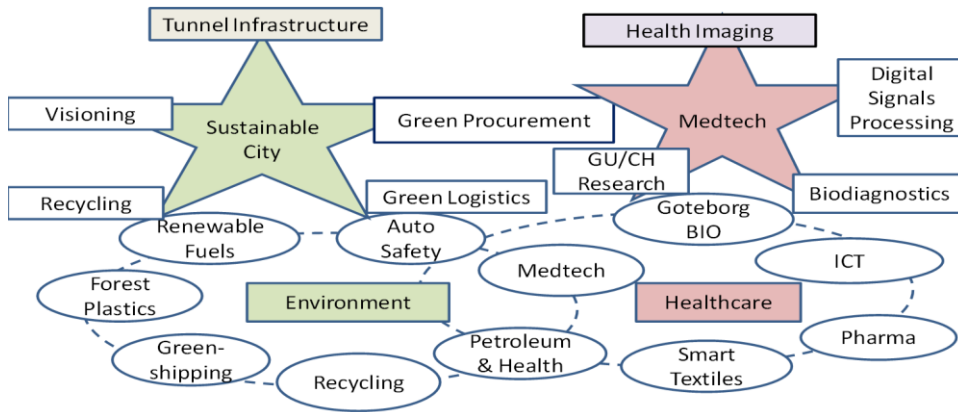 Tunnel Infrastructure
Health Imaging
Visioning
Sustainable
City
Green Procurement
Medtech
Digital
Signals
Processing
GU/CH
Research
Recycling
Green Logistics
Biodiagnostics
Renewable
Fuels
Auto
Safety
Goteborg
BIO
Medtech
ICT
Forest
Plastics
Environment
Healthcare
Green-
shipping
Recycling
Petroleum
& Health
Smart
Textiles
Pharma